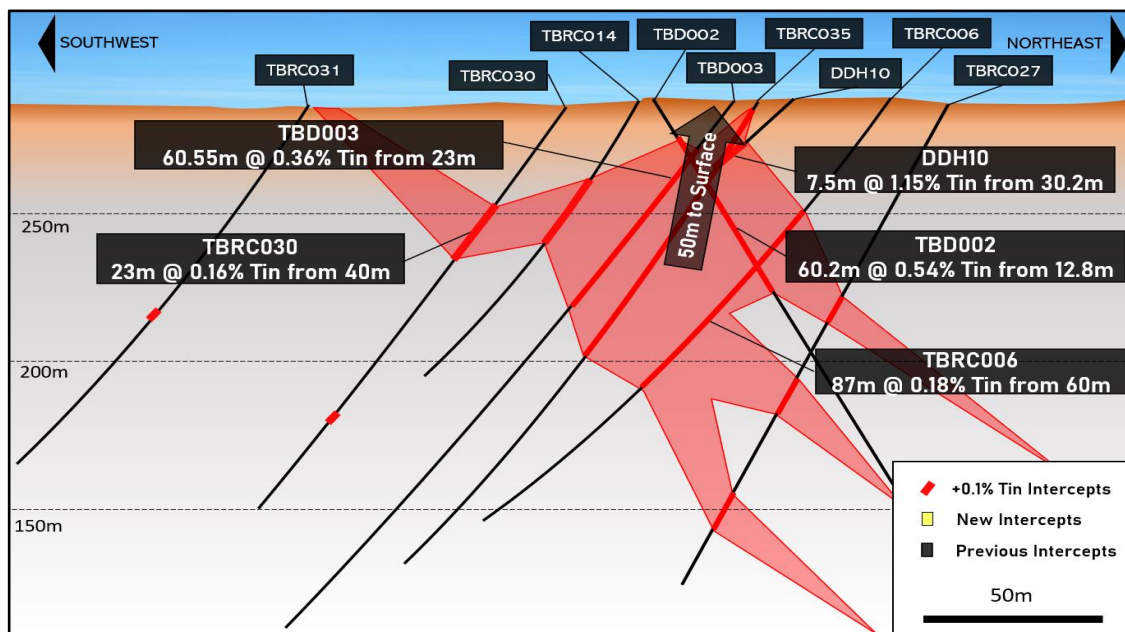 SOUTHWEST
NORTHEAST
TBRC031
TBRC030
TBRC014
TBD002
TBD003
TBRC035
DDH10
TBRC006
TBRC027
TBD003
60.55m @ 0.36% Tin from 23m
DDH10
7.5m @ 1.15% Tin from 30.2m
50m to Surface
250m
TBRC030
23m @ 0.16% Tin from 40m
TBD002
60.2m @ 0.54% Tin from 12.8m
200m
TBRC006
87m @ 0.18% Tin from 60m
150m
+0.1% Tin Intercepts
New Intercepts
Previous Intercepts
50m